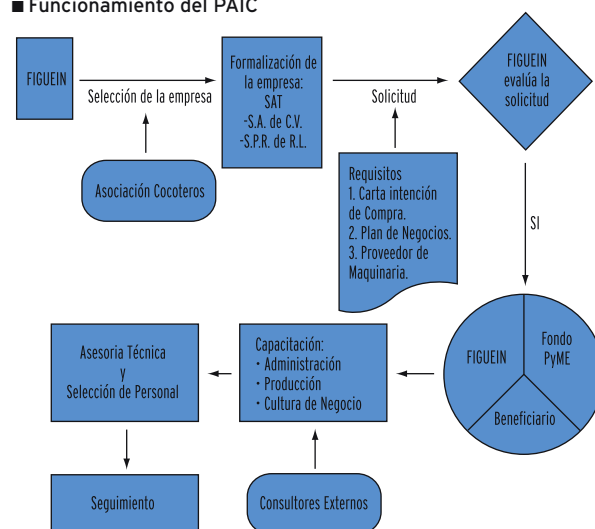 ■ Funcionamiento del PAIC
FIGUEIN
Selección de la empresa
Asociación Cocoteros
Formalización de
la empresa:
SAT
-S.A. de C.V.
-S.P.R. de R.L.
Solicitud
Requisitos
1. Carta intención
de Compra.
2. Plan de Negocios.
3. Proveedor de
Maquinaria.
FIGUEIN
evalúa la
solicitud
SI
FIGUEIN
Fondo
PyME
Beneficiario
Capacitación:
· Administración
· Producción
· Cultura de Negocio
Consultores Externos
Asesoria Técnica
y
Selección de Personal
Seguimiento